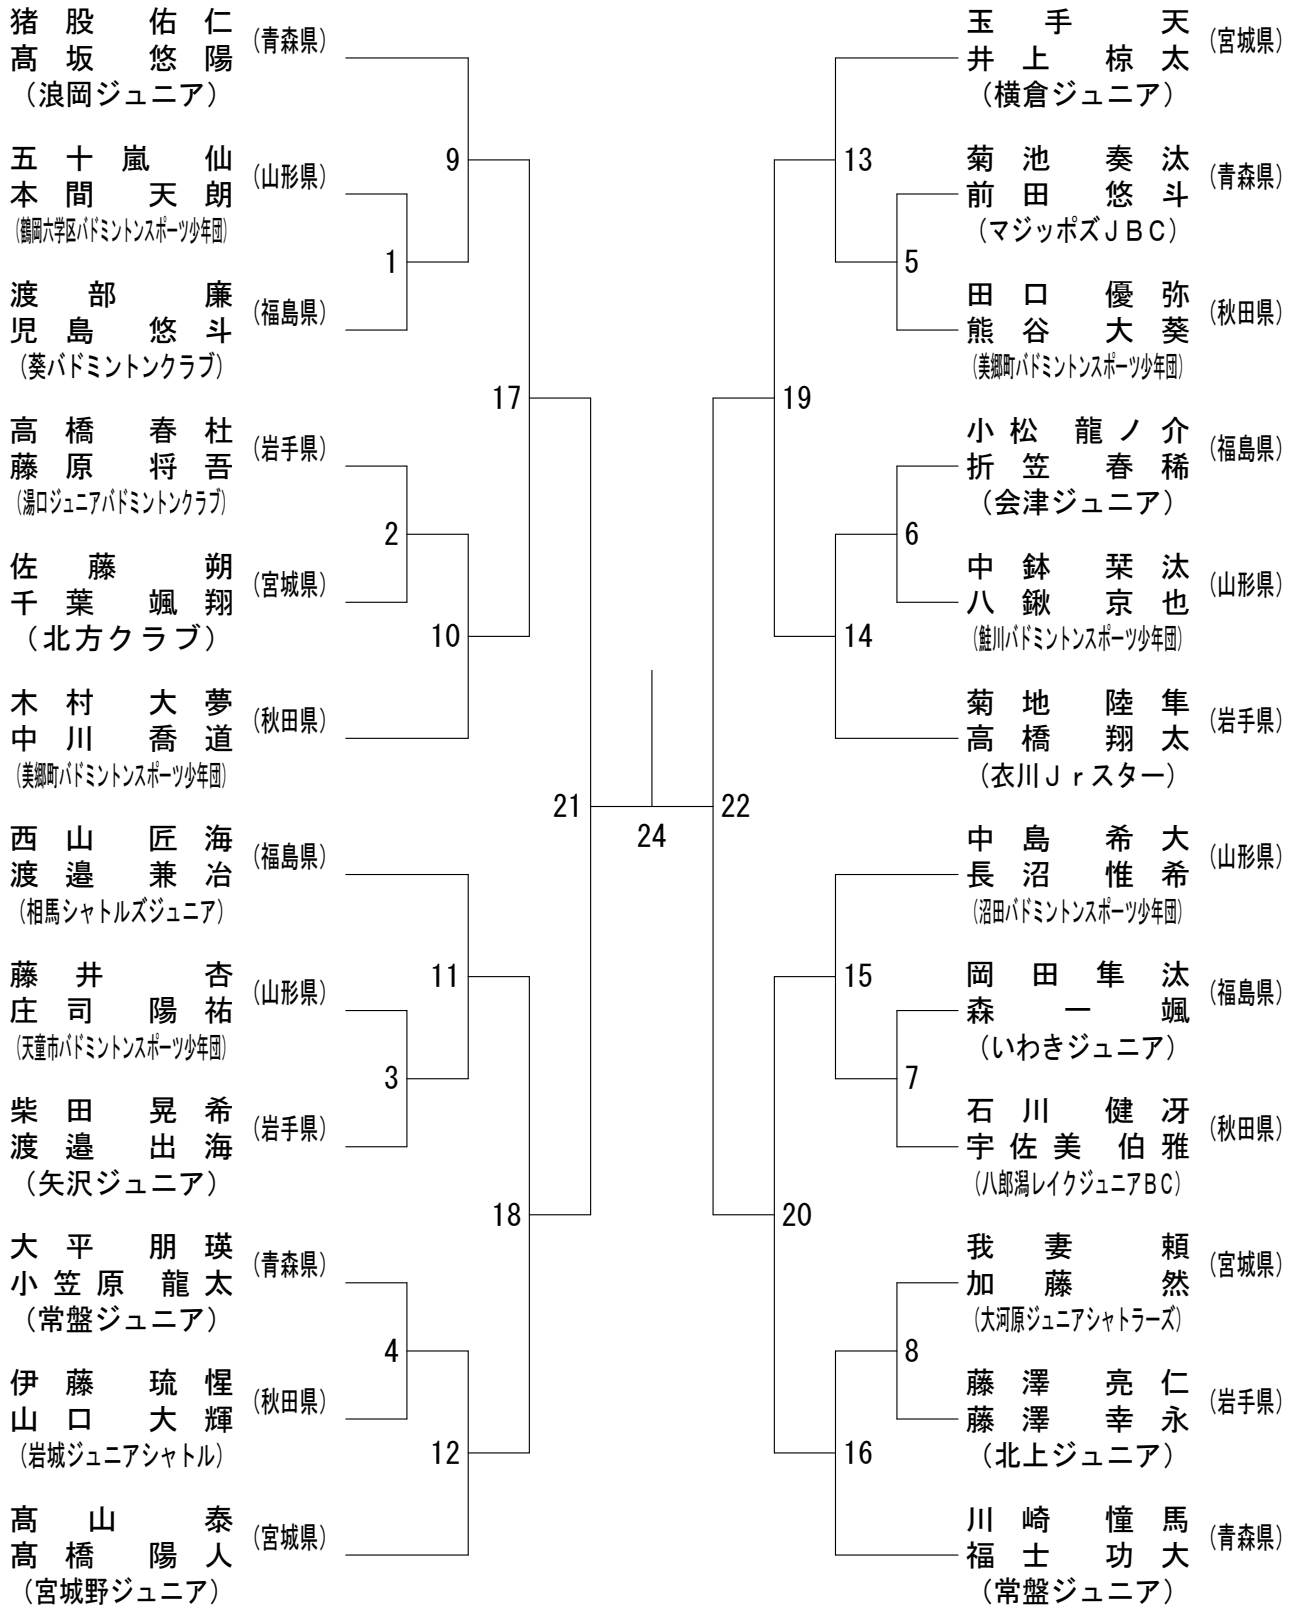 猪股 佑仁
髙坂 悠陽
(青森県)
(浪岡ジュニア)
9
五十嵐 仙
本間 天朗
(山形県)
(鶴岡六学区バドミントンスポーツ少年団)
1
渡部 廉
児島 悠斗
(福島県)
(葵バドミントンクラブ)
17
高橋 春杜
藤原 将吾
(岩手県)
(湯口ジュニアバドミントンクラブ)
2
佐藤 朔
千葉 颯翔
(宮城県)
(北方クラブ)
10
木村 大夢
中川 喬道
(秋田県)
(美郷町バドミントンスポーツ少年団)
21
西山 匠海
渡邉 兼冶
(福島県)
(相馬シャトルズジュニア)
11
藤井 杏
庄司 陽祐
(山形県)
(天童市バドミントンスポーツ少年団)
3
柴田 晃希
渡邉 出海
(岩手県)
(矢沢ジュニア)
18
大平 朋瑛
小笠原 龍太
(青森県)
(常盤ジュニア)
4
伊藤 琉惺
山口 大輝
(秋田県)
(岩城ジュニアシャトル)
12
髙山 泰
髙橋 陽人
(宮城県)
(宮城野ジュニア)
24
玉手 天
井上 椋太
(宮城県)
(横倉ジュニア)
13
菊池 奏汰
前田 悠斗
(青森県)
(マジッポズJBC)
5
田口 優弥
熊谷 大葵
(秋田県)
(美郷町バドミントンスポーツ少年団)
19
小松 龍ノ介
折笠 春稀
(福島県)
(会津ジュニア)
6
中鉢 栞汰
八鍬 京也
(山形県)
(鮭川バドミントンスポーツ少年団)
14
菊地 陸隼
高橋 翔太
(岩手県)
(衣川Jrスター)
22
中島 希大
長沼 惟希
(山形県)
(沼田バドミントンスポーツ少年団)
15
岡田 隼汰
森 一颯
(福島県)
(いわきジュニア)
7
石川 健冴
宇佐美 伯雅
(秋田県)
(八郎潟レイクジュニアBC)
20
我妻 頼
加藤 然
(宮城県)
(大河原ジュニアシャトラーズ)
8
藤澤 亮仁
藤澤 幸永
(岩手県)
(北上ジュニア)
16
川崎 憧馬
福士 功大
(青森県)
(常盤ジュニア)